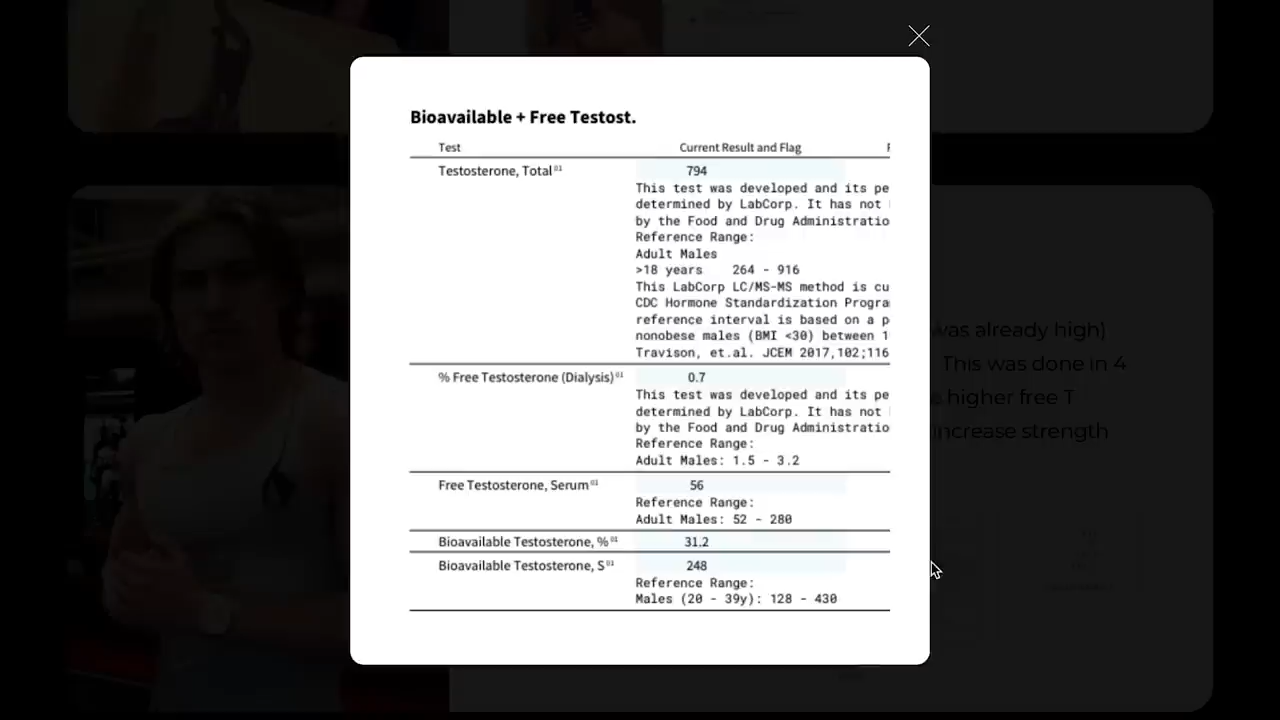 Bioavailable + Free Testost.
Test Current Result and Flag
Testosterone, Total 01 794
This test was developed and its pe
determined by LabCorp. It has not
by the Food and Drug Administratio
Reference Range:
Adult Males
>18 years 264 - 916
This LabCorp LC/MS-MS method is cu
CDC Hormone Standardization Progra
reference interval is based on a p
nonobese males (BMI <30) between 1
Travison, et.al. JCEM 2017,102;116
% Free Testosterone (Dialysis) 01 0.7
This test was developed and its pe
determined by LabCorp. It has not
by the Food and Drug Administratio
Reference Range:
Adult Males: 1.5 - 3.2
Free Testosterone, Serum 01 56
Reference Range:
Adult Males: 52 - 280
Bioavailable Testosterone, % 01 31.2
Bioavailable Testosterone, S 01 248
Reference Range:
Males (20 - 39y): 128 - 430
was already high)
This was done in 4
higher free T
increase strength